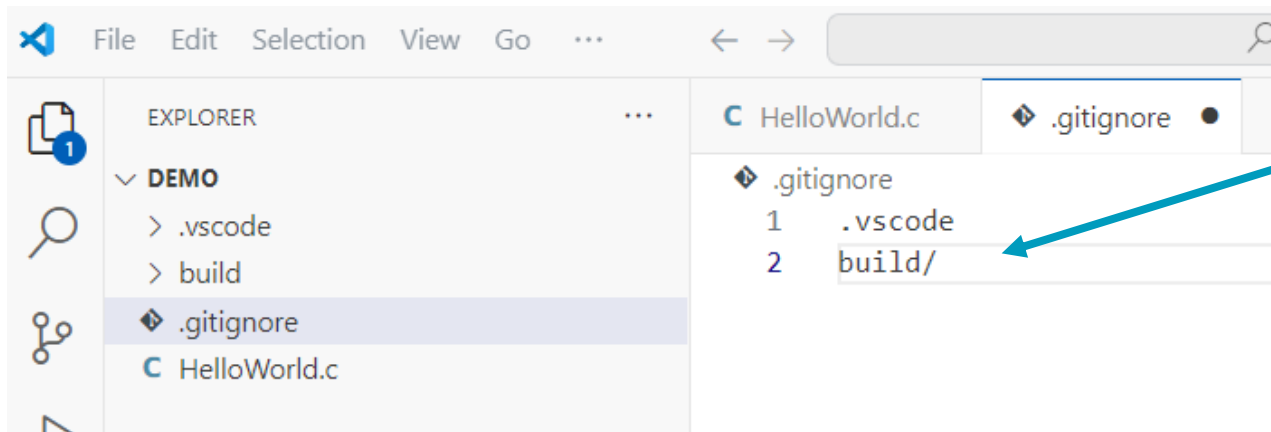 File Edit Selection View Go ···
EXPLORER ···
1
DEMO
.vscode
build
.gitignore
HelloWorld.c
HelloWorld.c .gitignore
.gitignore
1 .vscode
2 build/